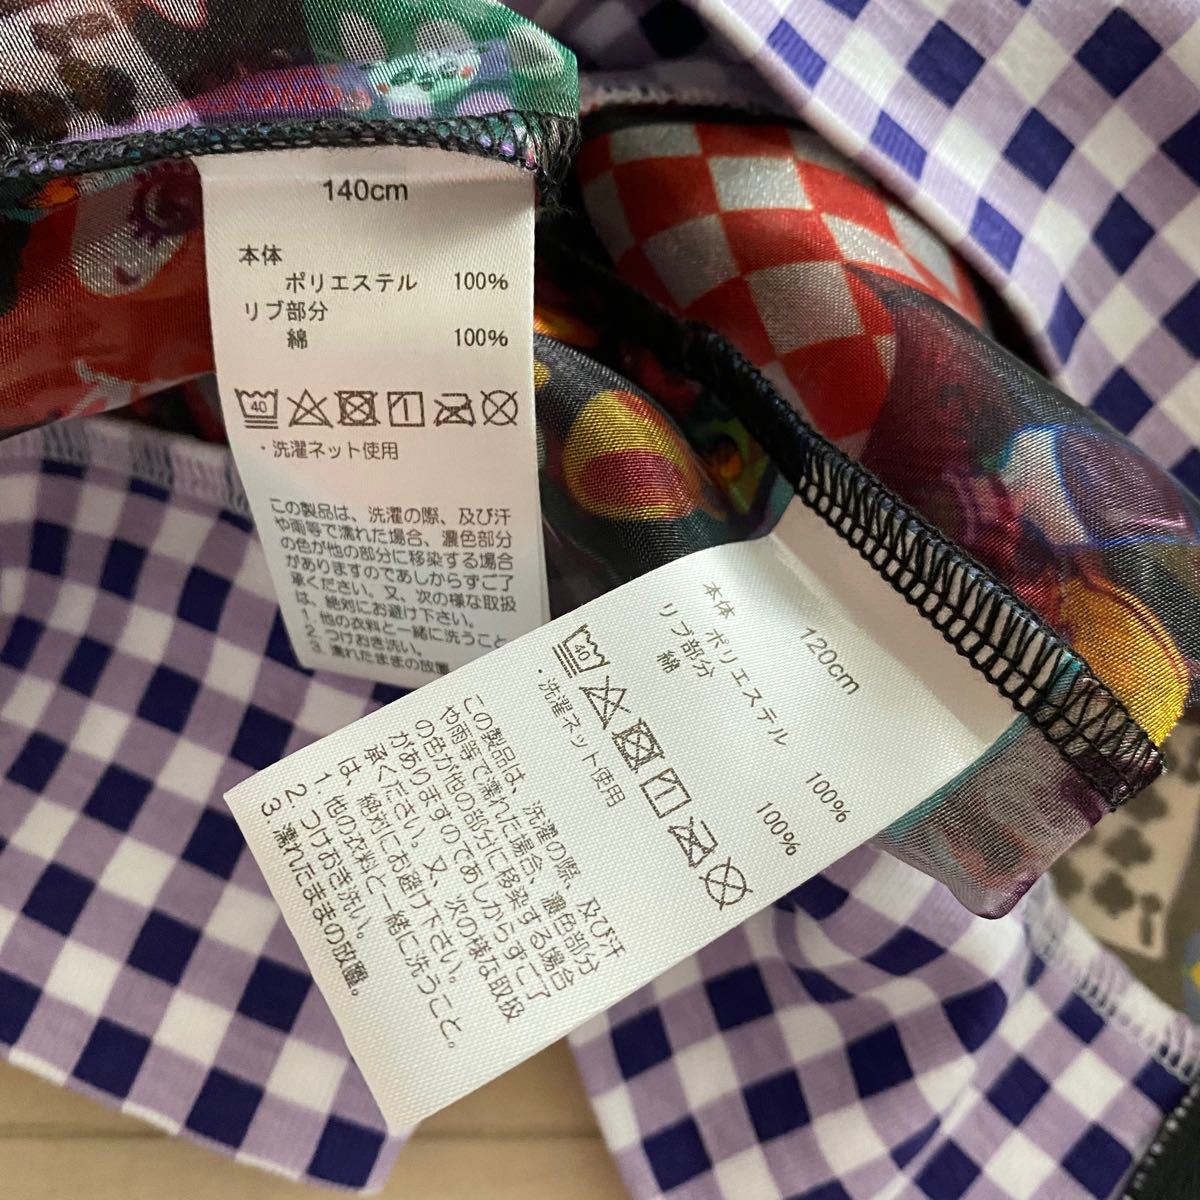 140cm
本体
ポリエステル 100%
リブ部分
綿 100%
40
・洗濯ネット使用
この製品は、洗濯の際、及び汗
や雨等で濡れた場合、濃色部分
の色が他の部分に移染する場合
がありますのであしからずご了
承ください。又、次の様な取扱
は、絶対にお避け下さい。
1. 他の衣料と一緒に洗うこと
2. つけおき洗い。
3. 濡れたままの放置
120cm
本体 ポリエステル 100%
リブ部分
綿 100%
40
・洗濯ネット使用
この製品は、洗濯の際、及び汗
や雨等で濡れた場合、濃色部分
の色が他の部分に移染する場合
がありますのであしからずご了
承ください。又、次の様な取扱
は、絶対にお避け下さい。
1. 他の衣料と一緒に洗うこと。
2. つけおき洗い。
3. 濡れたままの放置。